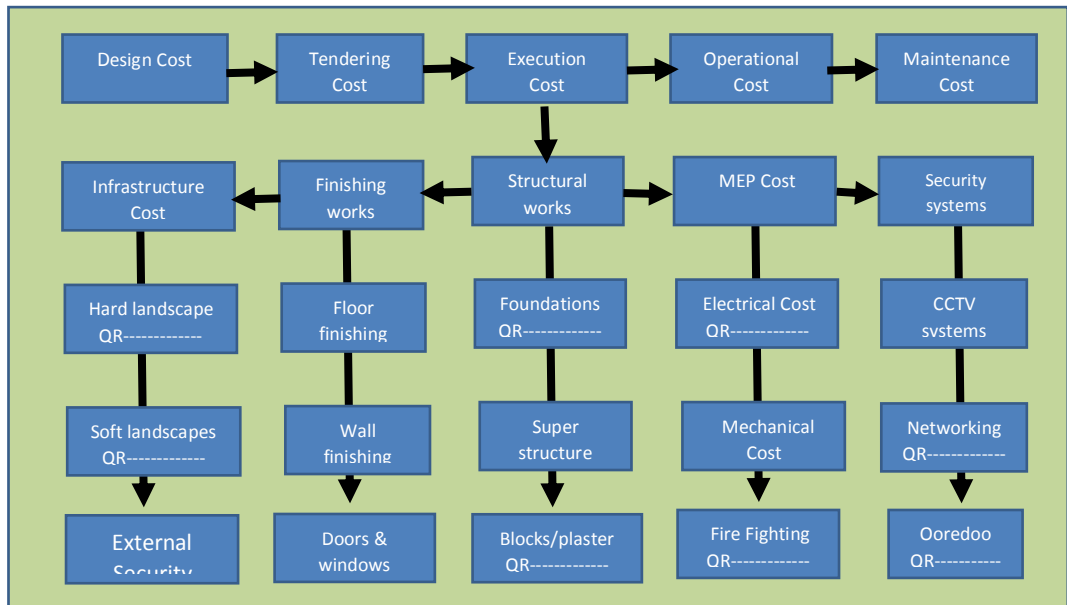 Design Cost
Tendering
Cost
Execution
Cost
Operational
Cost
Maintenance
Cost
Infrastructure
Cost
Finishing
works
Structural
works
MEP Cost
Security
systems
Hard landscape
QR-------------
Floor
finishing
Foundations
QR-------------
Electrical Cost
QR-------------
CCTV
systems
Soft landscapes
QR-------------
Wall
finishing
Super
structure
Mechanical
Cost
Networking
QR-------------
External
Security
Doors &
windows
Blocks/plaster
QR-------------
Fire Fighting
QR-------------
Ooredoo
QR-----------